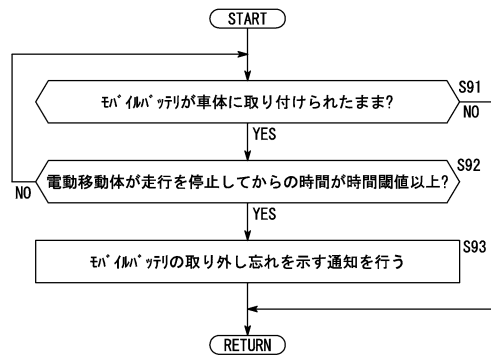 START
ﾓﾊﾞｲﾙﾊﾞｯﾃﾘが車体に取り付けられたまま?
S91
NO
YES
電動移動体が走行を停止してからの時間が時間閾値以上?
S92
NO
YES
ﾓﾊﾞｲﾙﾊﾞｯﾃﾘの取り外し忘れを示す通知を行う
S93
RETURN